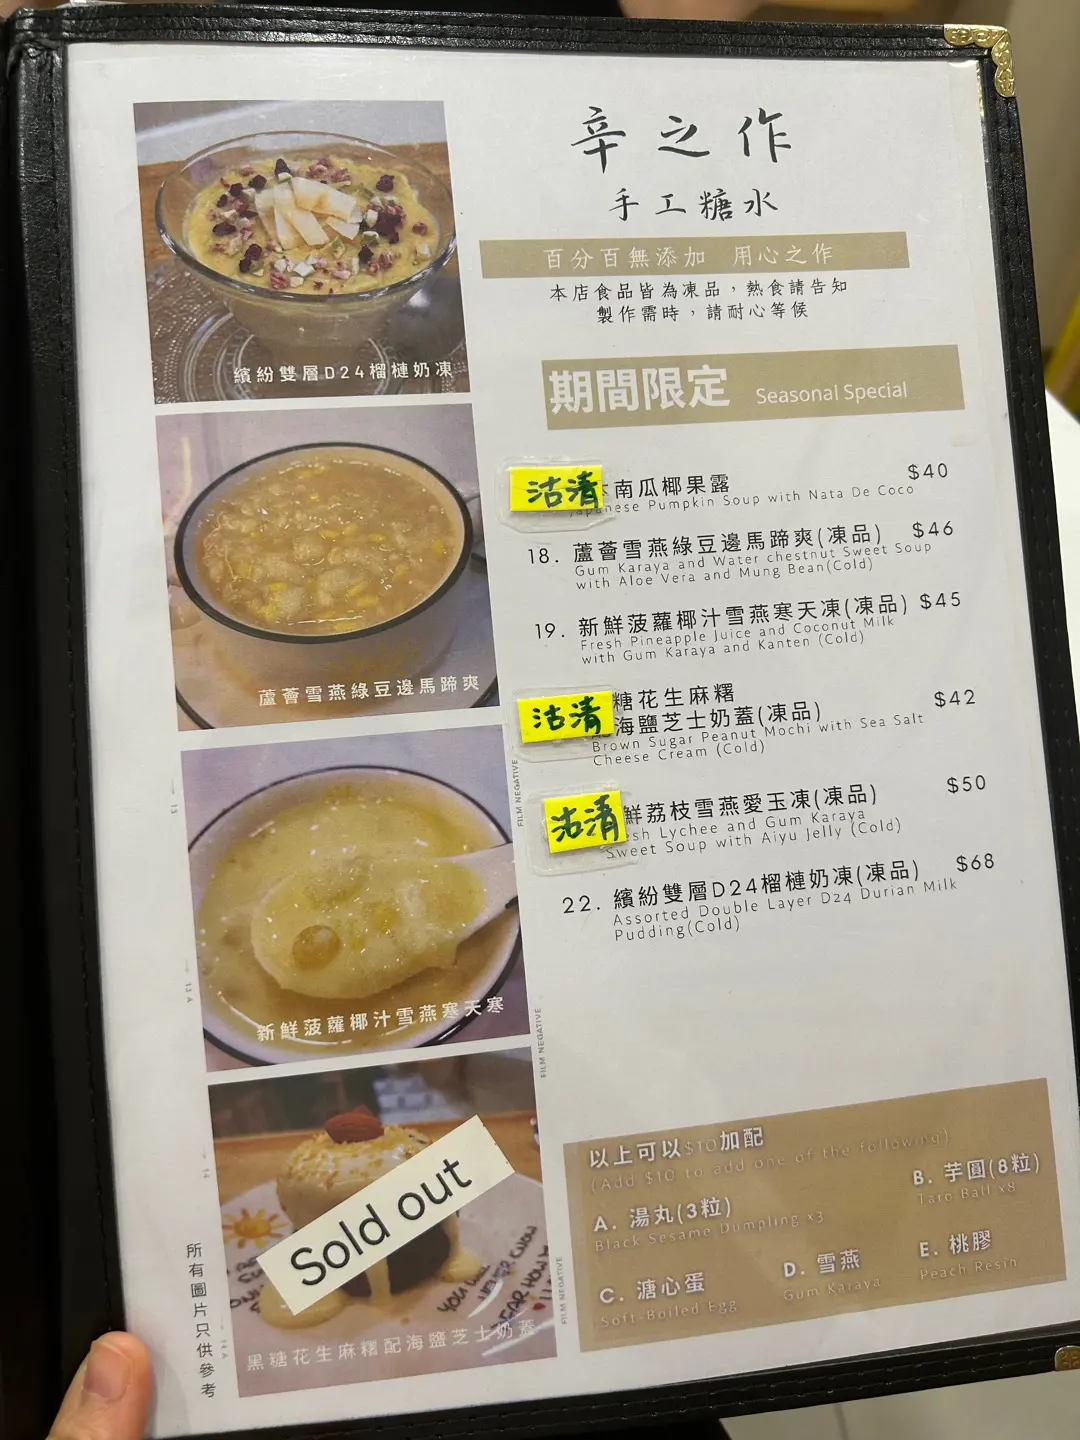 辛之作
手工糖水
百分百無添加 用心之作
本店食品皆為凍品，熱食請告知
製作需時，請耐心等候
期間限定 Seasonal Special
沽清 南瓜椰果露 $40
Japanese Pumpkin Soup with Nata De Coco
18. 蘆薈雪燕綠豆邊馬蹄爽(凍品) $46
Gum Karaya and Water chestnut Sweet Soup
with Aloe Vera and Mung Bean(Cold)
19. 新鮮菠蘿椰汁雪燕寒天凍(凍品) $45
Fresh Pineapple Juice and Coconut Milk
with Gum Karaya and Kanten (Cold)
沽清 糖花生麻糬
海鹽芝士奶蓋(凍品) $42
Brown Sugar Peanut Mochi with Sea Salt
Cheese Cream (Cold)
沽清 鮮荔枝雪燕愛玉凍(凍品) $50
Lychee and Gum Karaya
Sweet Soup with Aiyu Jelly (Cold)
22. 繽紛雙層D24榴槤奶凍(凍品) $68
Assorted Double Layer D24 Durian Milk
Pudding(Cold)
以上可以$10加配
(Add $10 to add one of the following)
A. 湯丸(3粒)
Black Sesame Dumpling x3
B. 芋圓(8粒)
Taro Ball x8
C. 溏心蛋
Soft-Boiled Egg
D. 雪燕
Gum Karaya
E. 桃膠
Peach Resin
繽紛雙層D24榴槤奶凍
蘆薈雪燕綠豆邊馬蹄爽
新鮮菠蘿椰汁雪燕寒天寒
Sold out
黑糖花生麻糬配海鹽芝士奶蓋
所有圖片只供參考
FILM NEGATIVE
FILM NEGATIVE
FILM NEGATIVE
13
13 A
14
14 A